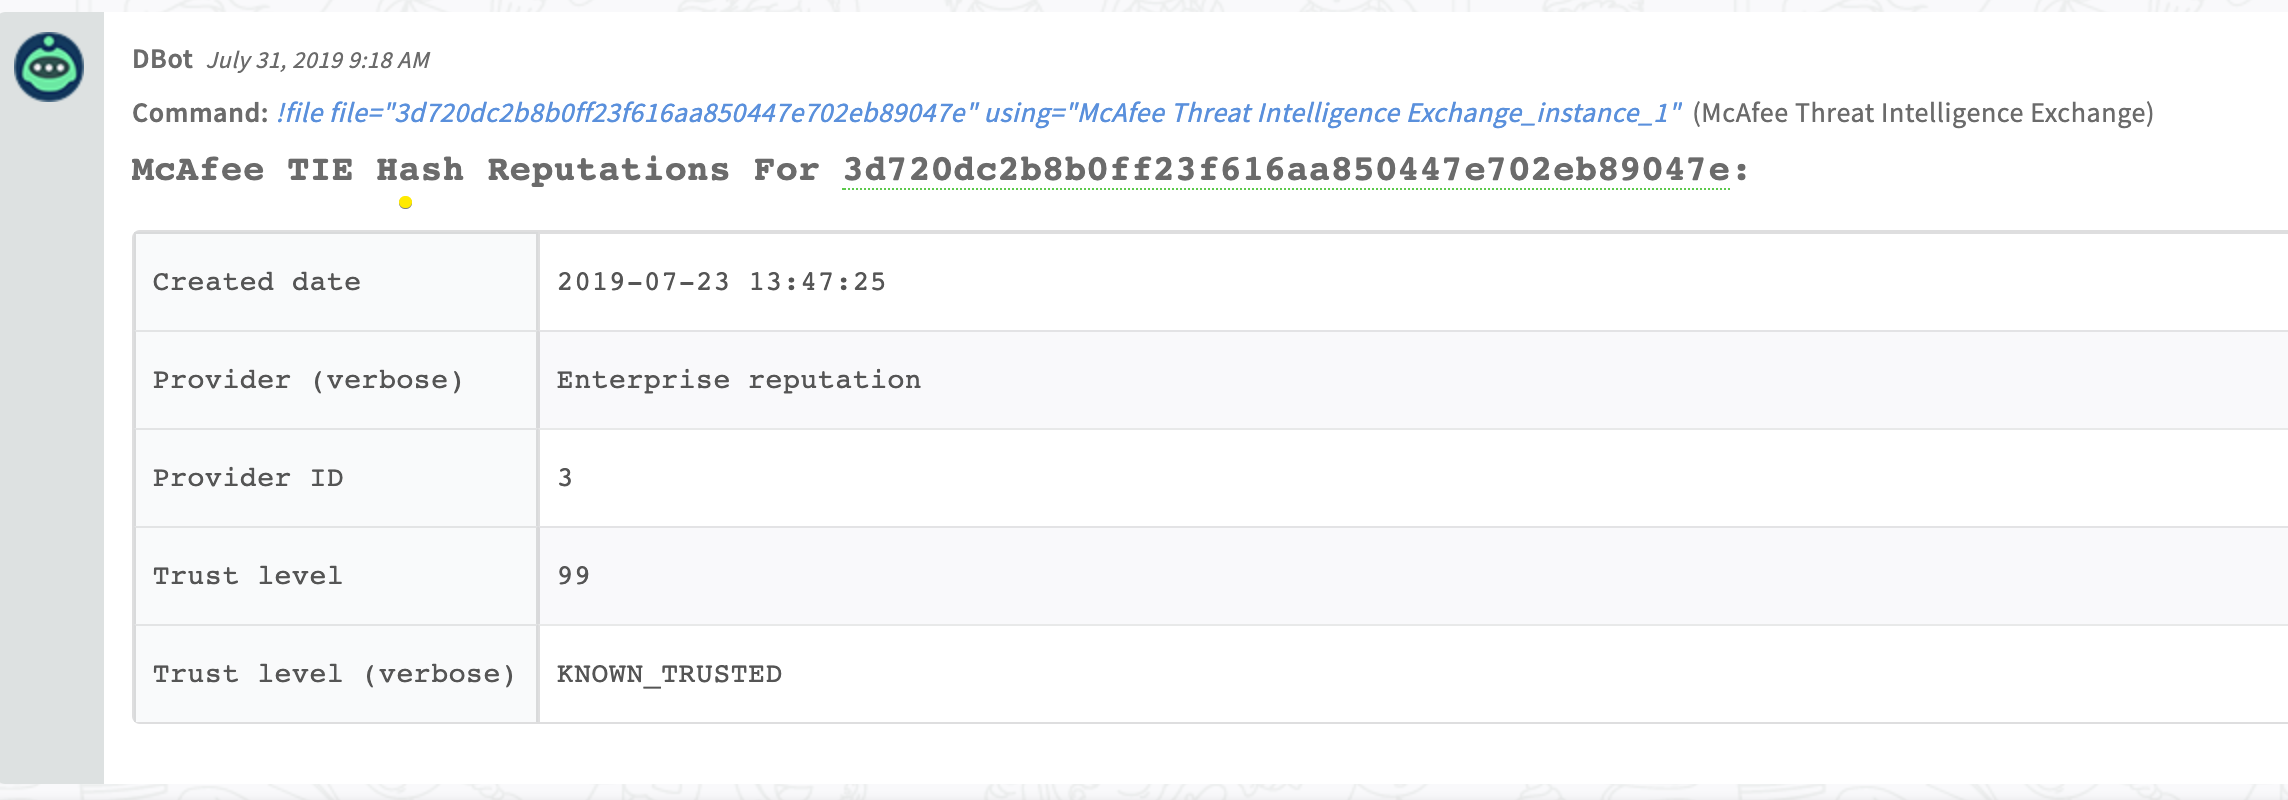 DBot July 31, 2019 9:18 AM
Command: !file file="3d720dc2b8b0ff23f616aa850447e702eb89047e" using="McAfee Threat Intelligence Exchange_instance_1" (McAfee Threat Intelligence Exchange)
McAfee TIE Hash Reputations For 3d720dc2b8b0ff23f616aa850447e702eb89047e:
Created date 2019-07-23 13:47:25
Provider (verbose) Enterprise reputation
Provider ID 3
Trust level 99
Trust level (verbose) KNOWN_TRUSTED